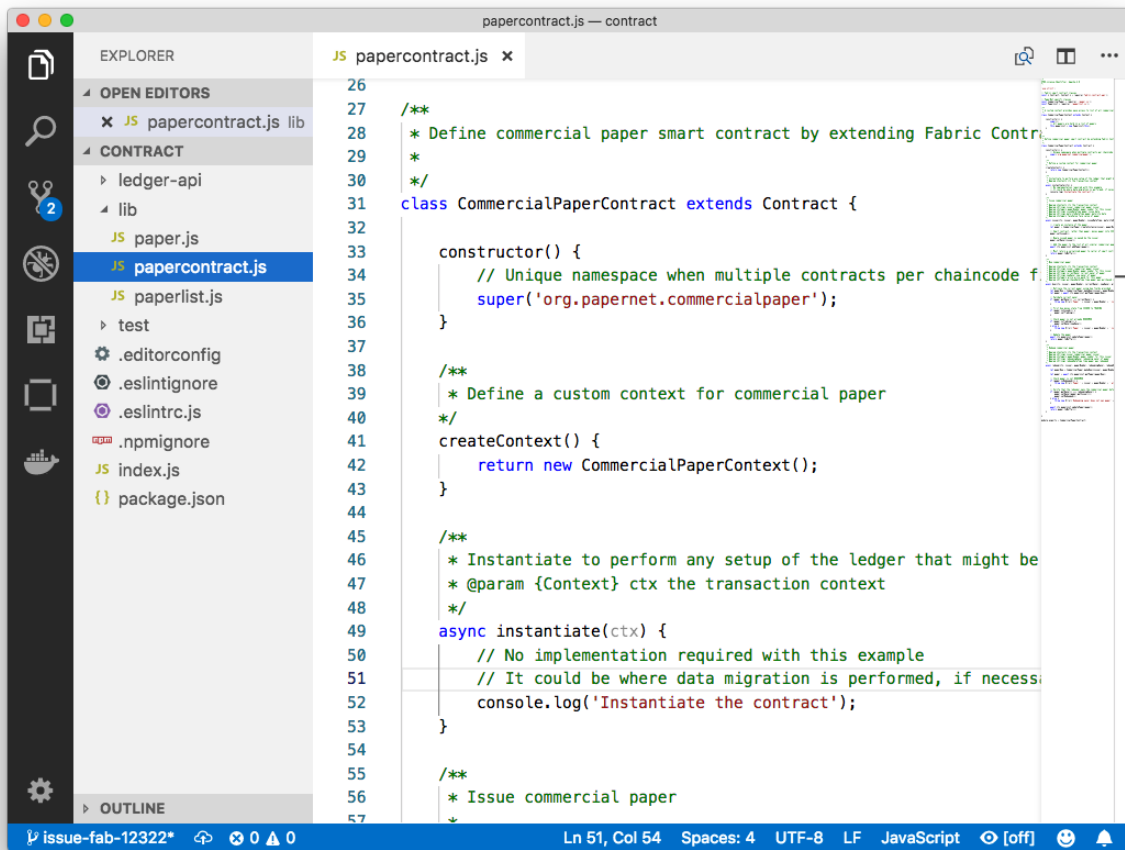 papercontract.js — contract
EXPLORER
JS papercontract.js ×
OPEN EDITORS
× JS papercontract.js lib
CONTRACT
ledger-api
lib
JS paper.js
JS papercontract.js
JS paperlist.js
test
.editorconfig
.eslintignore
.eslintrc.js
npm .npmignore
JS index.js
{} package.json
OUTLINE
2
26
27 /**
28 * Define commercial paper smart contract by extending Fabric Contr
29 *
30 */
31 class CommercialPaperContract extends Contract {
32
33 constructor() {
34 // Unique namespace when multiple contracts per chaincode f
35 super('org.papernet.commercialpaper');
36 }
37
38 /**
39 * Define a custom context for commercial paper
40 */
41 createContext() {
42 return new CommercialPaperContext();
43 }
44
45 /**
46 * Instantiate to perform any setup of the ledger that might be
47 * @param {Context} ctx the transaction context
48 */
49 async instantiate(ctx) {
50 // No implementation required with this example
51 // It could be where data migration is performed, if necessa
52 console.log('Instantiate the contract');
53 }
54
55 /**
56 * Issue commercial paper
57 *
issue-fab-12322* 0 0 Ln 51, Col 54 Spaces: 4 UTF-8 LF JavaScript [off]